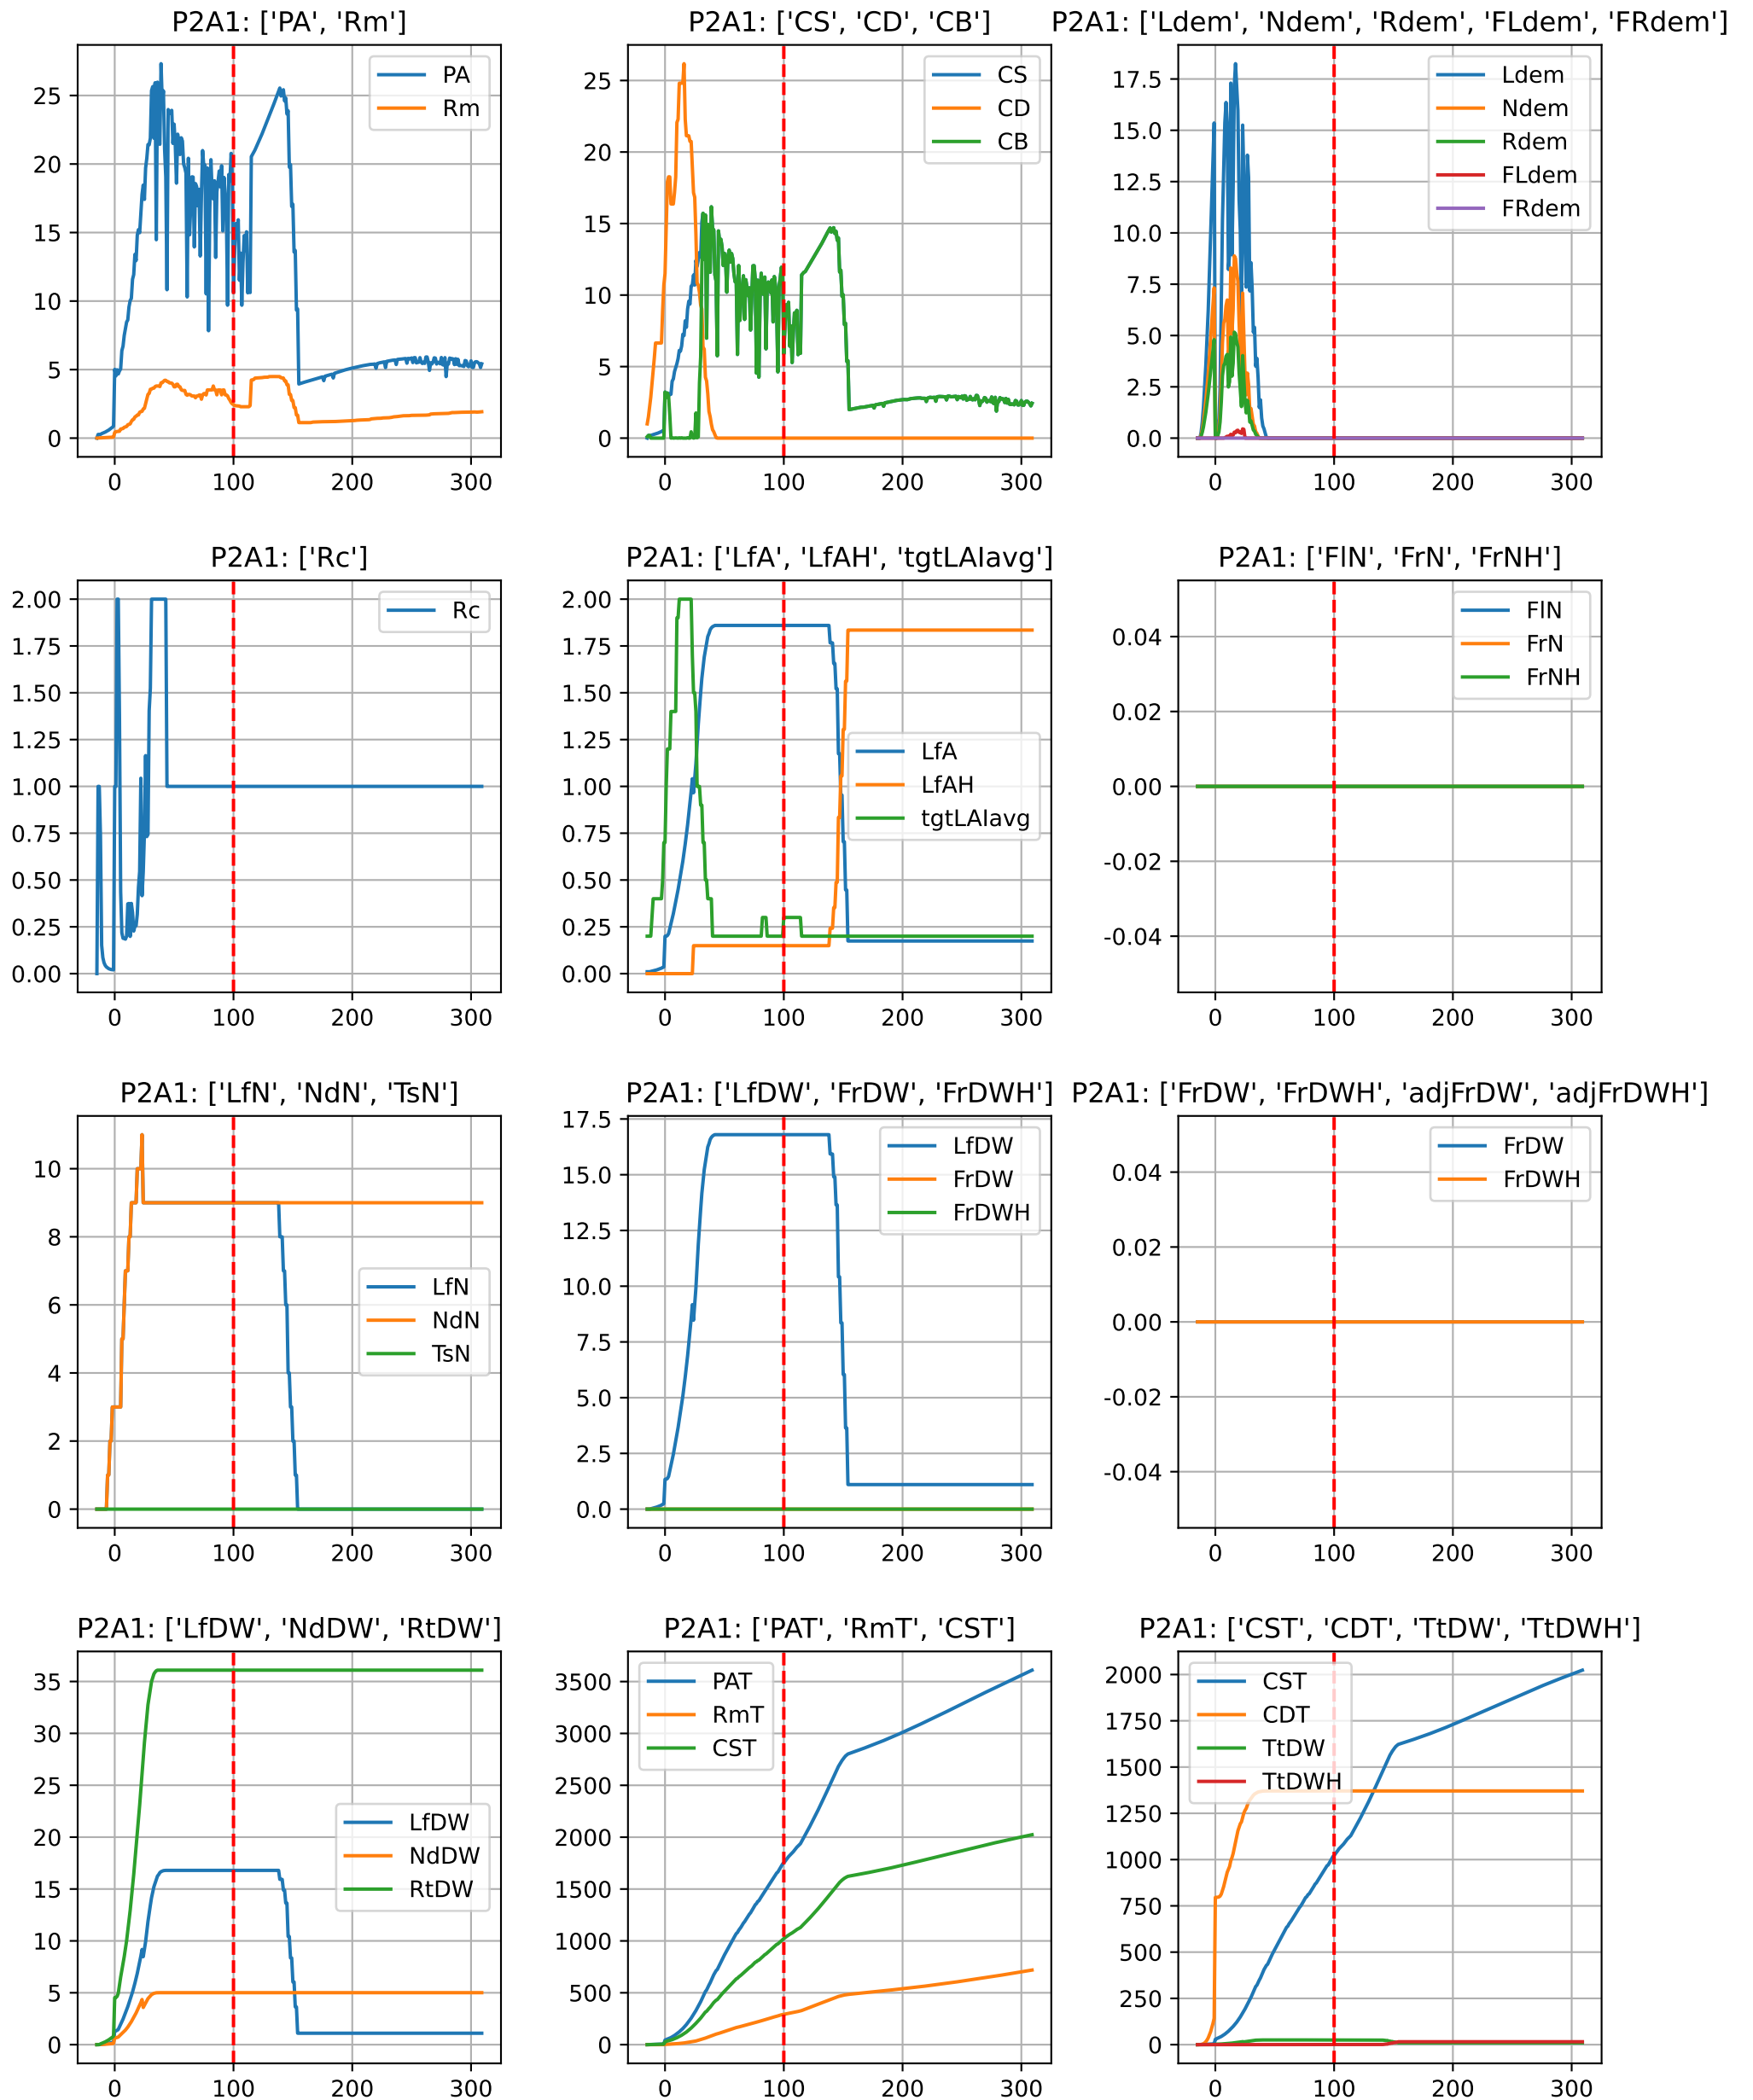 P2A1: ['PA', 'Rm']
25
20
15
10
5
0
0 100 200 300
PA
Rm
P2A1: ['CS', 'CD', 'CB']
25
20
15
10
5
0
0 100 200 300
CS
CD
CB
P2A1: ['Ldem', 'Ndem', 'Rdem', 'FLdem', 'FRdem']
17.5
15.0
12.5
10.0
7.5
5.0
2.5
0.0
0 100 200 300
Ldem
Ndem
Rdem
FLdem
FRdem
P2A1: ['Rc']
2.00
1.75
1.50
1.25
1.00
0.75
0.50
0.25
0.00
0 100 200 300
Rc
P2A1: ['LfA', 'LfAH', 'tgtLAIavg']
2.00
1.75
1.50
1.25
1.00
0.75
0.50
0.25
0.00
0 100 200 300
LfA
LfAH
tgtLAIavg
P2A1: ['FlN', 'FrN', 'FrNH']
0.04
0.02
0.00
-0.02
-0.04
0 100 200 300
FlN
FrN
FrNH
P2A1: ['LfN', 'NdN', 'TsN']
10
8
6
4
2
0
0 100 200 300
LfN
NdN
TsN
P2A1: ['LfDW', 'FrDW', 'FrDWH']
17.5
15.0
12.5
10.0
7.5
5.0
2.5
0.0
0 100 200 300
LfDW
FrDW
FrDWH
P2A1: ['FrDW', 'FrDWH', 'adjFrDW', 'adjFrDWH']
0.04
0.02
0.00
-0.02
-0.04
0 100 200 300
FrDW
FrDWH
P2A1: ['LfDW', 'NdDW', 'RtDW']
35
30
25
20
15
10
5
0
0 100 200 300
LfDW
NdDW
RtDW
P2A1: ['PAT', 'RmT', 'CST']
3500
3000
2500
2000
1500
1000
500
0
0 100 200 300
PAT
RmT
CST
P2A1: ['CST', 'CDT', 'TtDW', 'TtDWH']
2000
1750
1500
1250
1000
750
500
250
0
0 100 200 300
CST
CDT
TtDW
TtDWH